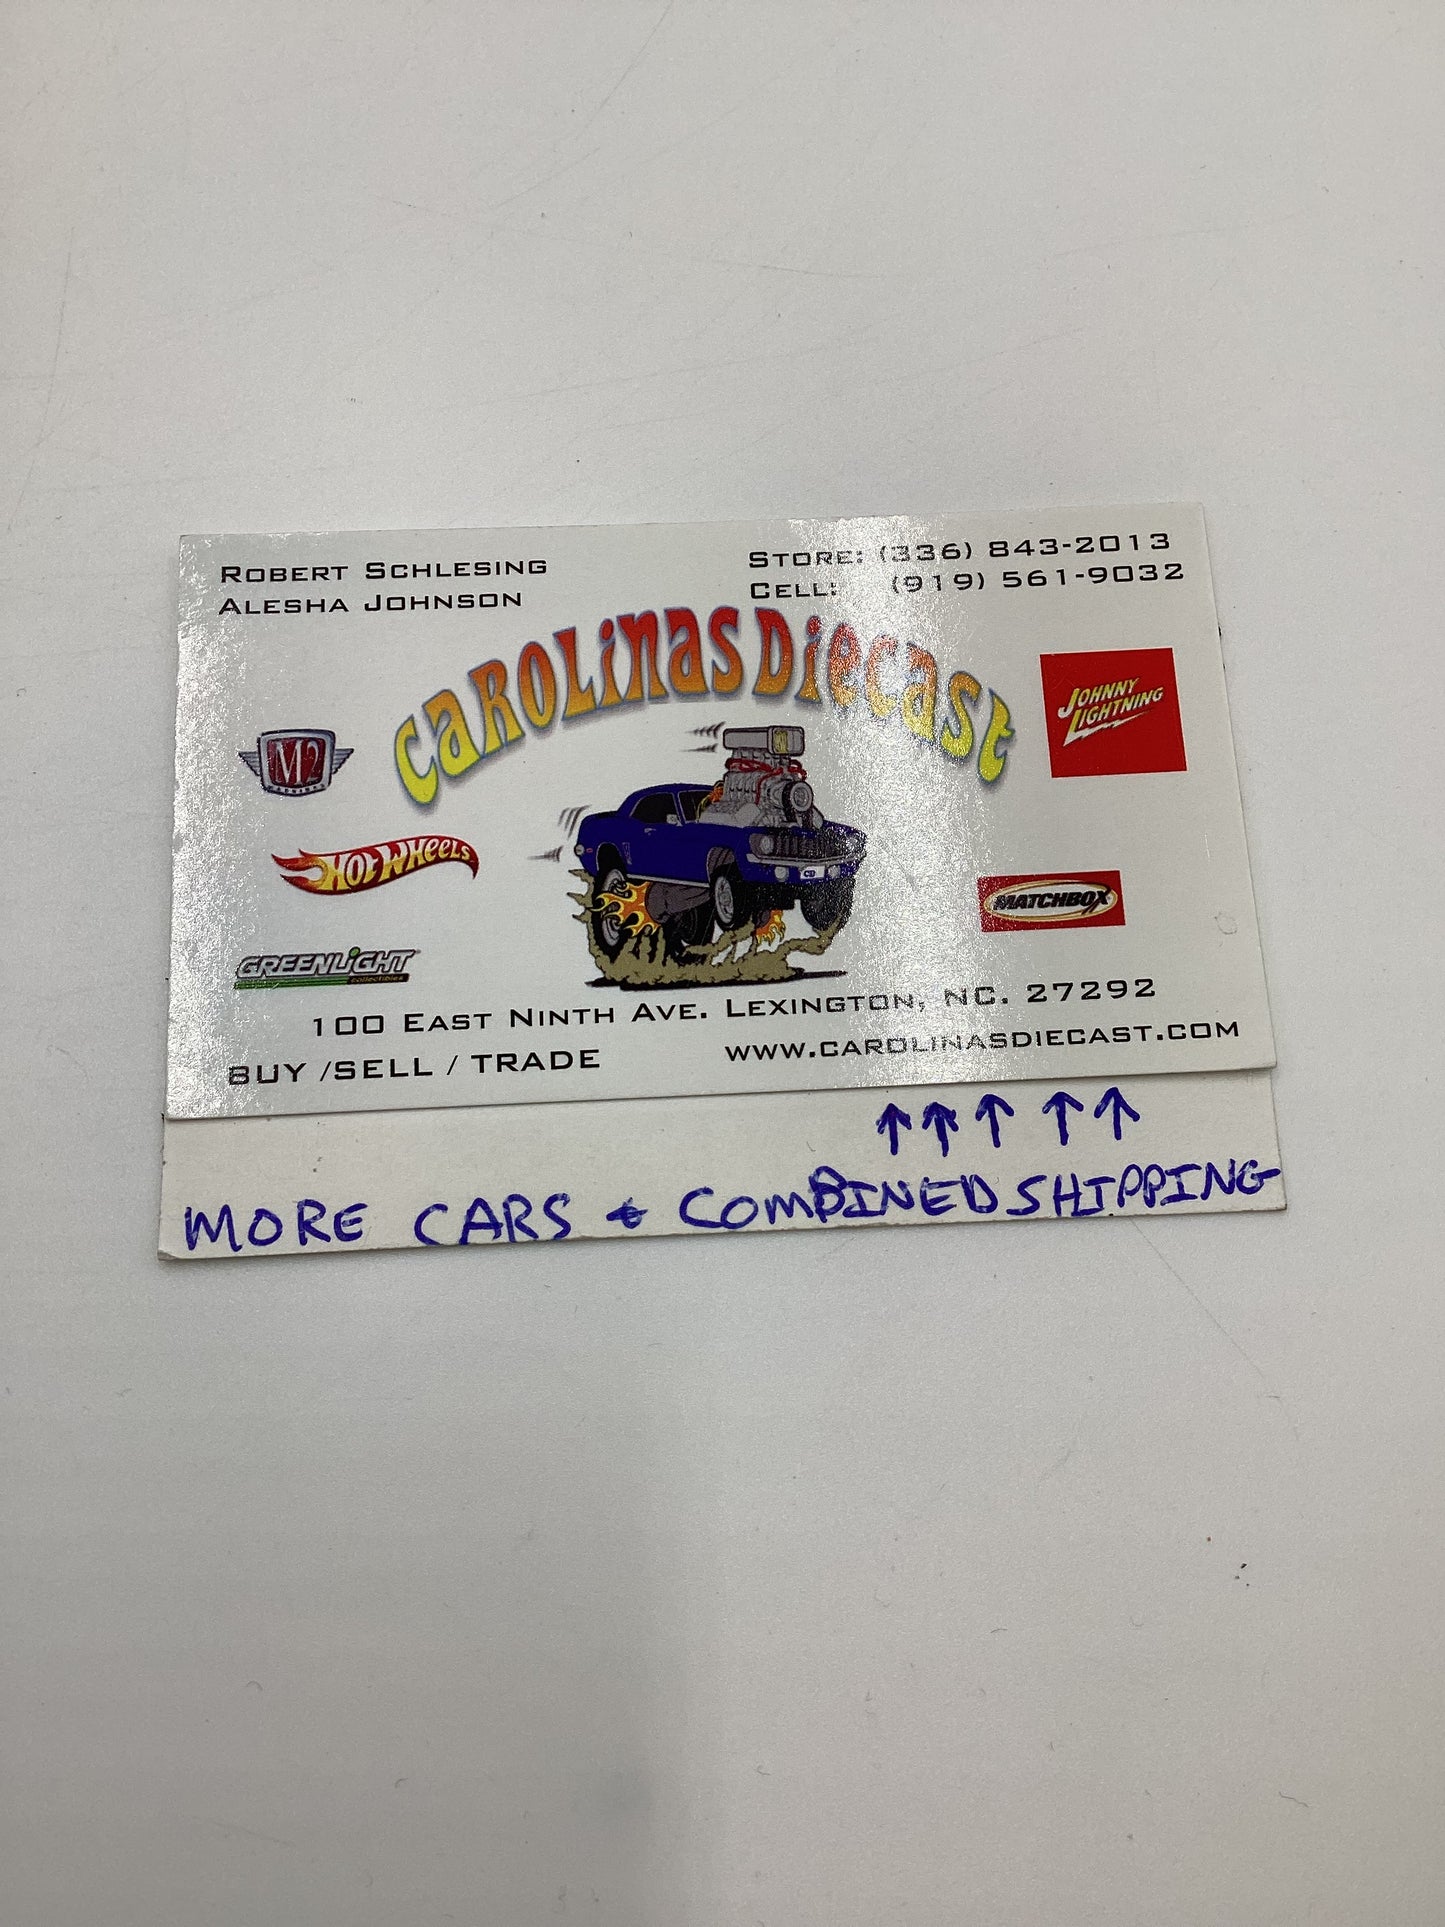 ROBERT SCHLESING
ALESHA JOHNSON
STORE: (336) 843-2013
CELL: (919) 561-9032
CAROLINAS DIECAST
M2
MACHINES
JOHNNY
LIGHTNING
HOT WHEELS
MATCHBOX
GREENLIGHT
collectibles
100 EAST NINTH AVE. LEXINGTON, NC. 27292
BUY /SELL / TRADE
WWW.CAROLINASDIECAST.COM
↑ ↑ ↑ ↑ ↑
MORE CARS & COMBINED SHIPPING